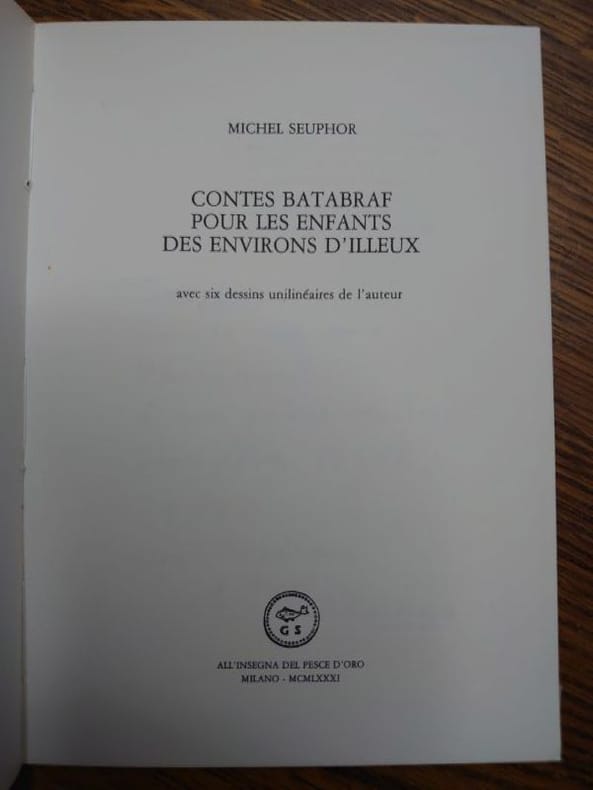 MICHEL SEUPHOR
CONTES BATABRAF
POUR LES ENFANTS
DES ENVIRONS D'ILLEUX
avec six dessins unilinéaires de l'auteur
G S
ALL'INSEGNA DEL PESCE D'ORO
MILANO - MCMLXXXI